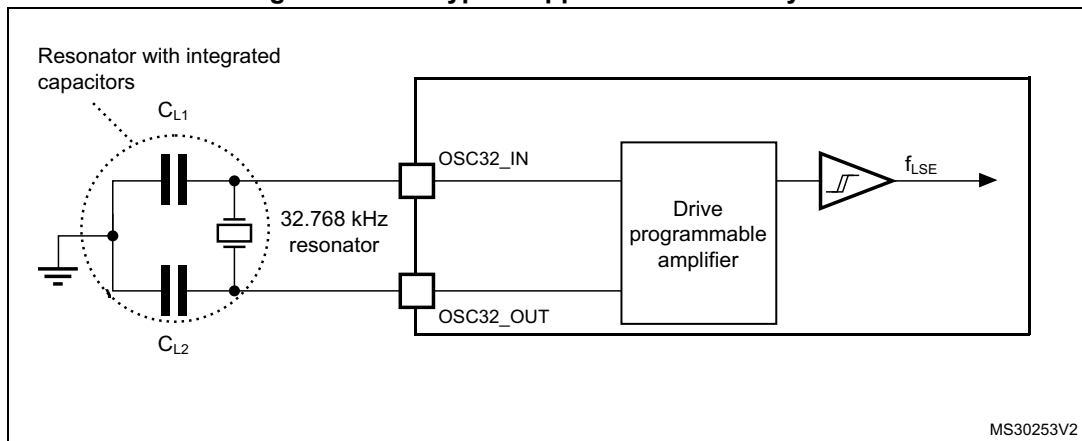 Resonator with integrated
capacitors
CL1
OSC32_IN
fLSE
32.768 kHz
resonator
Drive
programmable
amplifier
OSC32_OUT
CL2
MS30253V2